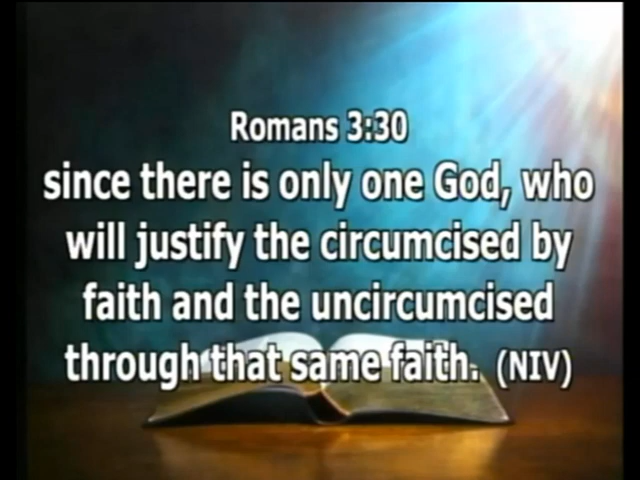 Romans 3:30
since there is only one God, who
will justify the circumcised by
faith and the uncircumcised
through that same faith. (NIV)